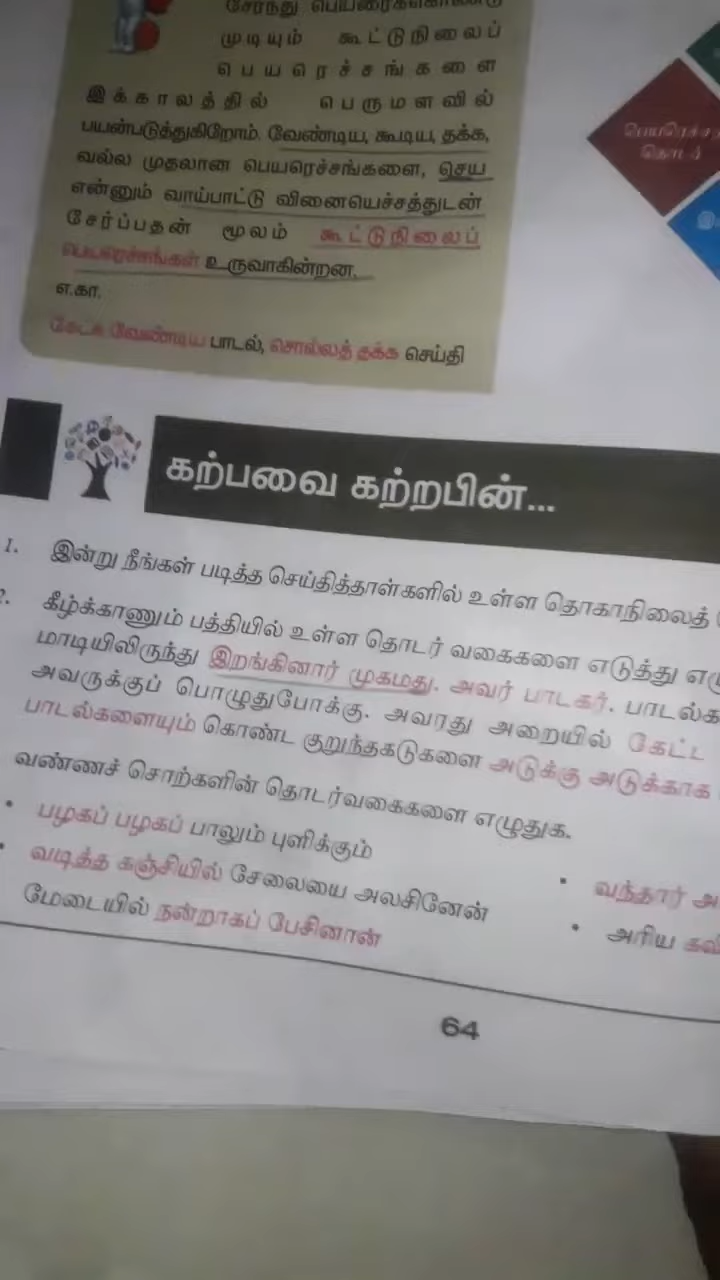 சேர்ந்து பெயரைக்கொண்டு
முடியும் கூட்டுநிலைப்
பெயரெச்சங்களை
இக்காலத்தில் பெருமளவில்
பயன்படுத்துகிறோம். வேண்டிய, கூடிய, தக்க,
வல்ல முதலான பெயரெச்சங்களை, செய
என்னும் வாய்பாட்டு வினையெச்சத்துடன்
சேர்ப்பதன் மூலம் கூட்டுநிலைப்
பெயரெச்சங்கள் உருவாகின்றன.
எ.கா.
கேட்க வேண்டிய பாடல், சொல்லத் தக்க செய்தி
தொடர்
கற்பவை கற்றபின்...
1. இன்று நீங்கள் படித்த செய்தித்தாள்களில் உள்ள தொகாநிலைத்
2. கீழ்க்காணும் பத்தியில் உள்ள தொடர் வகைகளை எடுத்து
மாடியிலிருந்து இறங்கினார் முகமது. அவர் பாடகர்.
அவருக்குப் பொழுதுபோக்கு. அவரது அறையில் கேட்ட
பாடல்களையும் கொண்ட குறுந்தகடுகளை அடுக்கு அடுக்காக
வண்ணச் சொற்களின் தொடர்வகைகளை எழுதுக.
• பழகப் பழகப் பாலும் புளிக்கும்
• வந்தார்
• வடித்த கஞ்சியில் சேலையை அலசினேன்
• அரிய
மேடையில் நன்றாகப் பேசினான்
64